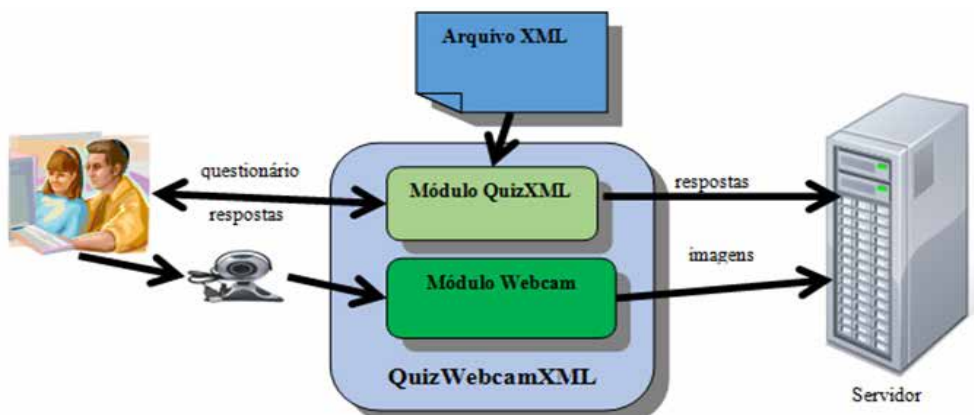 Arquivo XML
questionário
respostas
Módulo QuizXML
respostas
imagens
Módulo Webcam
QuizWebcamXML
Servidor